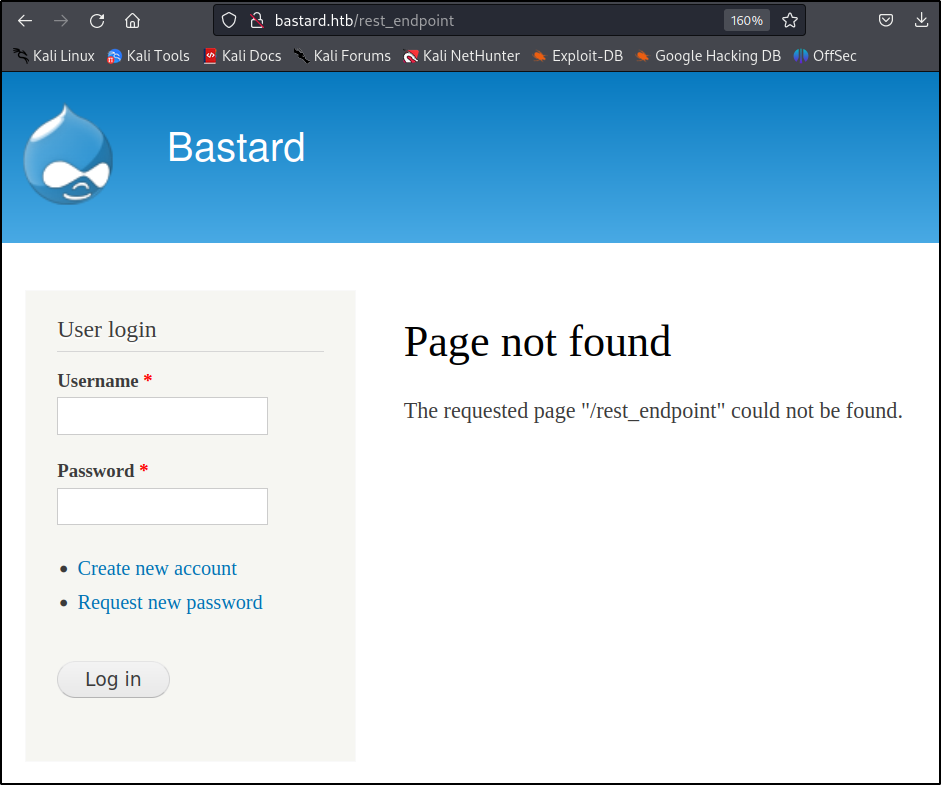 bastard.htb/rest_endpoint
160%
Kali Linux Kali Tools Kali Docs Kali Forums Kali NetHunter Exploit-DB Google Hacking DB OffSec
Bastard
User login
Username *
Password *
Create new account
Request new password
Log in
Page not found
The requested page "/rest_endpoint" could not be found.